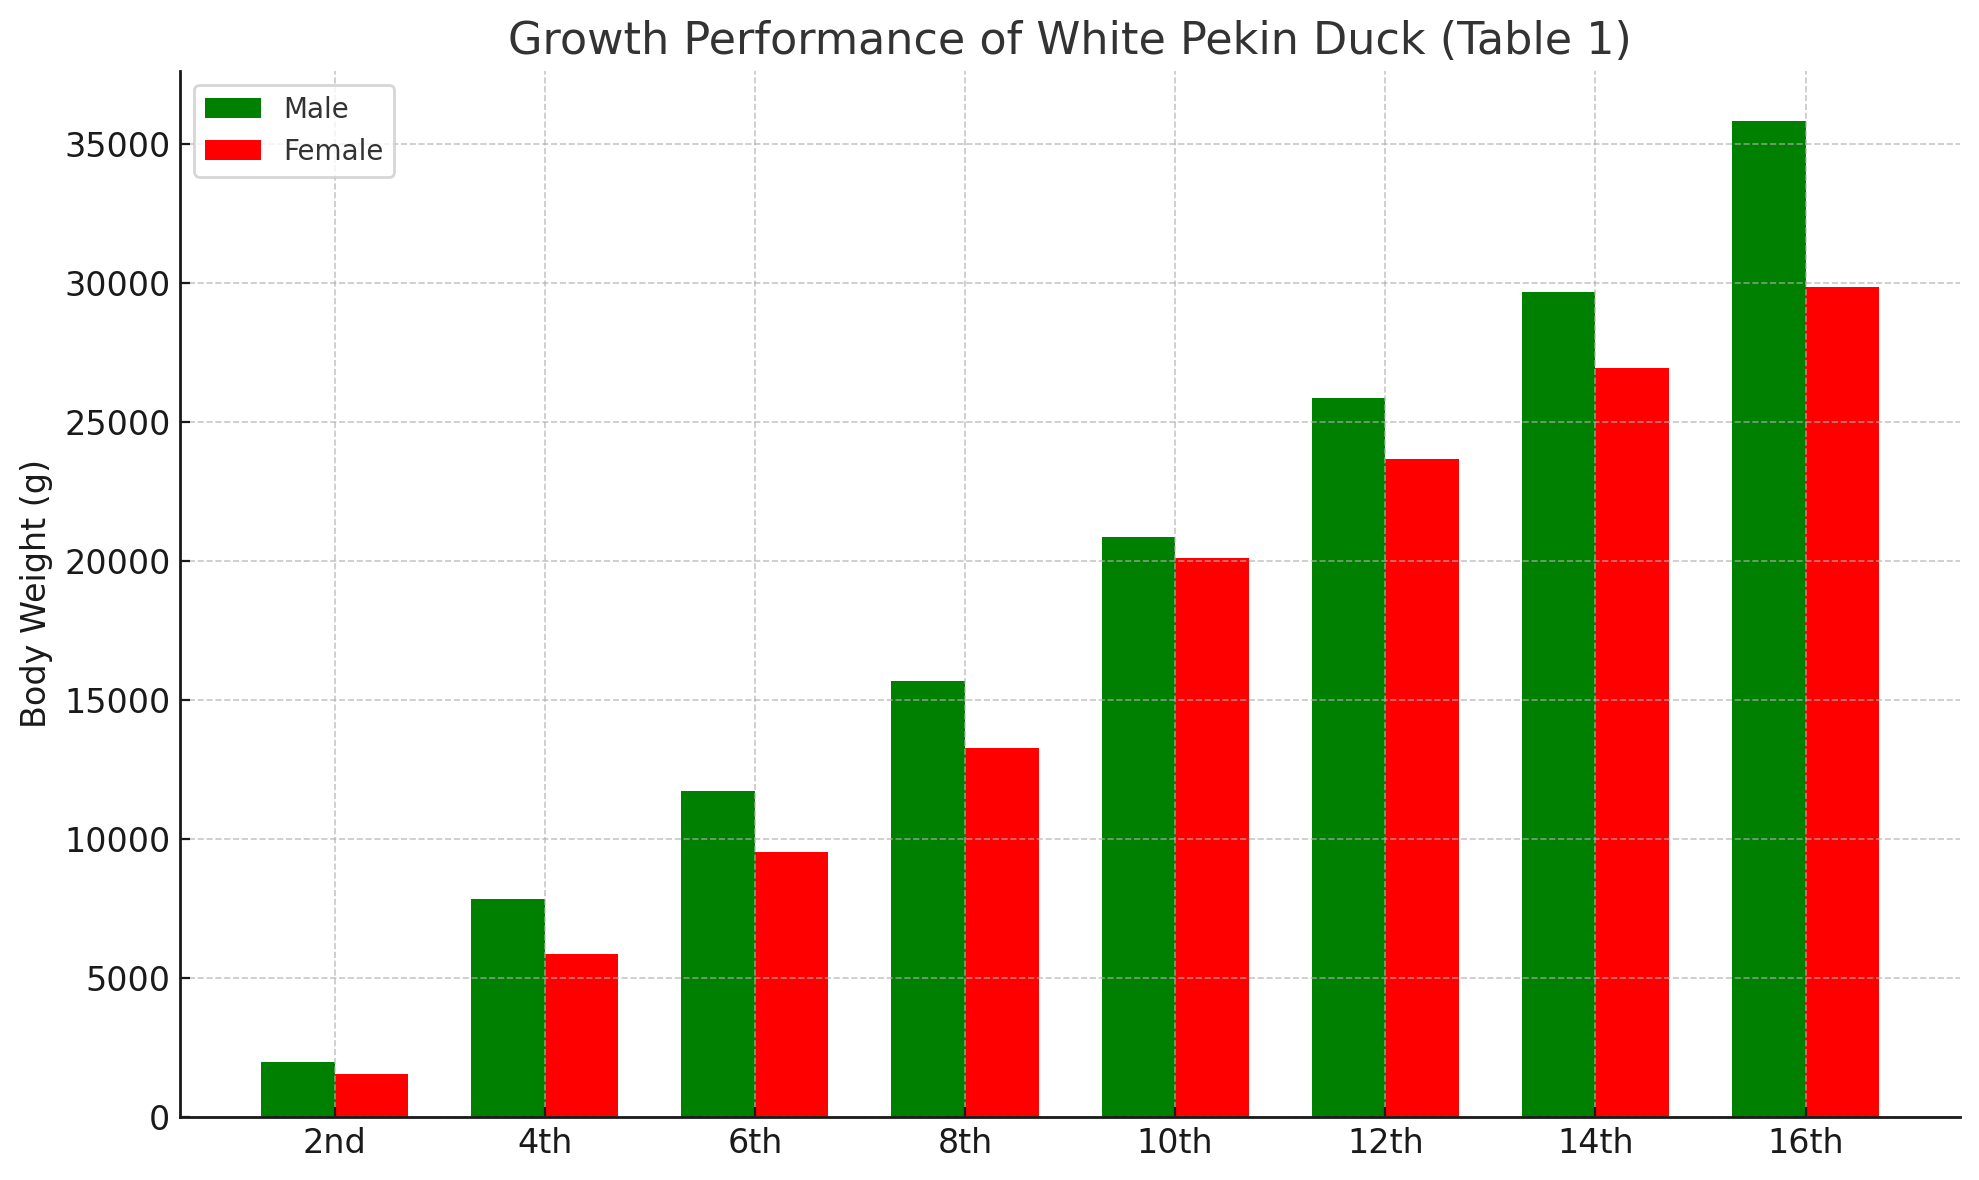 Growth Performance of White Pekin Duck (Table 1)
Male
Female
Body Weight (g)
35000
30000
25000
20000
15000
10000
5000
0
2nd 4th 6th 8th 10th 12th 14th 16th